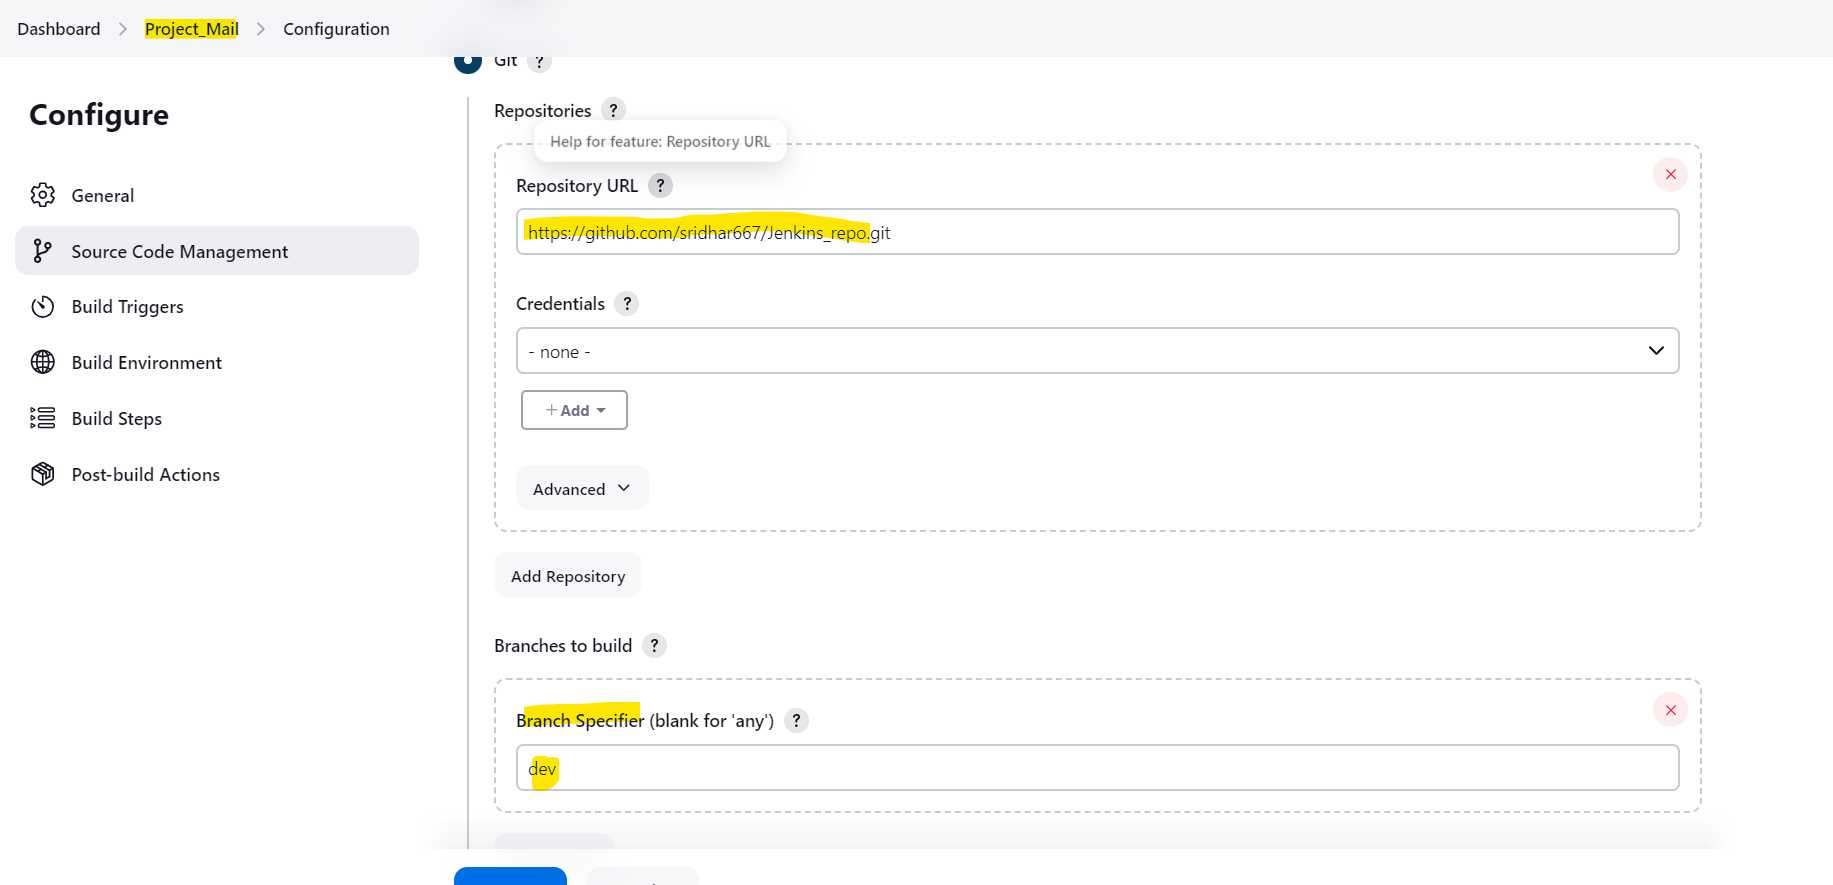 Dashboard > Project_Mail > Configuration
Configure
General
Source Code Management
Build Triggers
Build Environment
Build Steps
Post-build Actions
Git ?
Repositories ?
Help for feature: Repository URL
Repository URL ?
https://github.com/sridhar667/Jenkins_repo.git
Credentials ?
- none -
+ Add
Advanced
Add Repository
Branches to build ?
Branch Specifier (blank for 'any') ?
dev